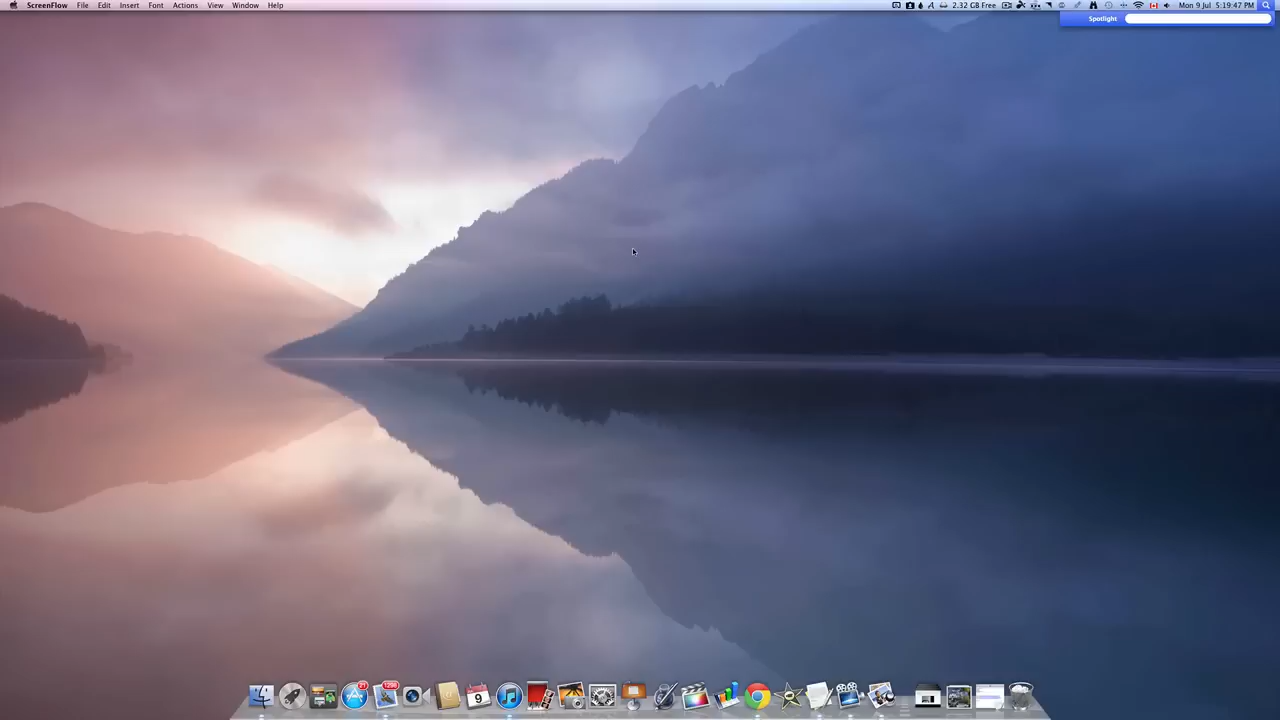 ScreenFlow File Edit Insert Font Actions View Window Help 2.32 GB Free Mon 9 Jul 5:19:47 PM
Spotlight
9